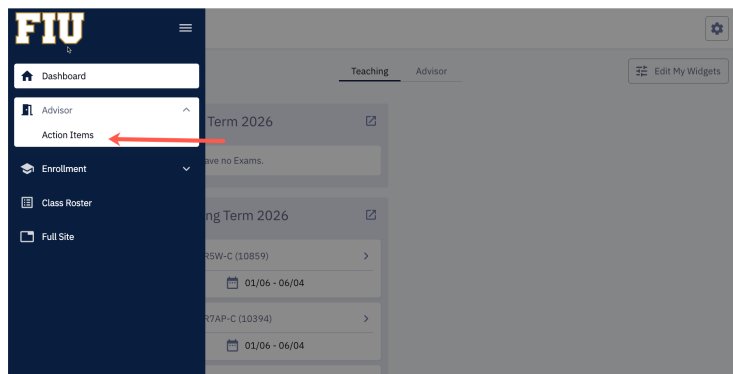 FIU
Dashboard
Teaching
Advisor
Edit My Widgets
Advisor
Action Items
Term 2026
ave no Exams.
Enrollment
Class Roster
Full Site
ng Term 2026
R5W-C (10859)
01/06 - 06/04
R7AP-C (10394)
01/06 - 06/04